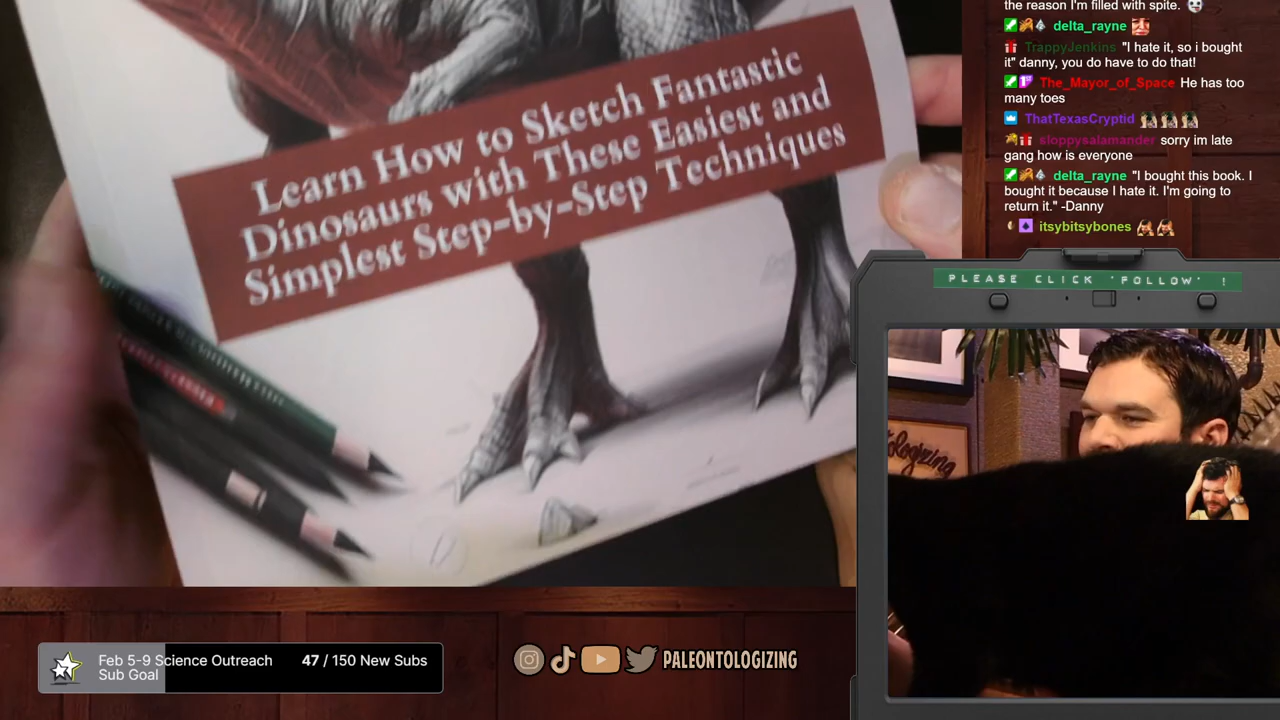 Learn How to Sketch Fantastic
Dinosaurs with These Easiest and
Simplest Step-by-Step Techniques
the reason I'm filled with spite.
delta_rayne
TrappyJenkins "I hate it, so i bought
it" danny, you do have to do that!
The_Mayor_of_Space He has too
many toes
ThatTexasCryptid
sloppysalamander sorry im late
gang how is everyone
delta_rayne "I bought this book. I
bought it because I hate it. I'm going to
return it." -Danny
itsybitsybones
PLEASE CLICK 'FOLLOW' !
ologizing
Feb 5-9 Science Outreach
Sub Goal
47 / 150 New Subs
PALEONTOLOGIZING